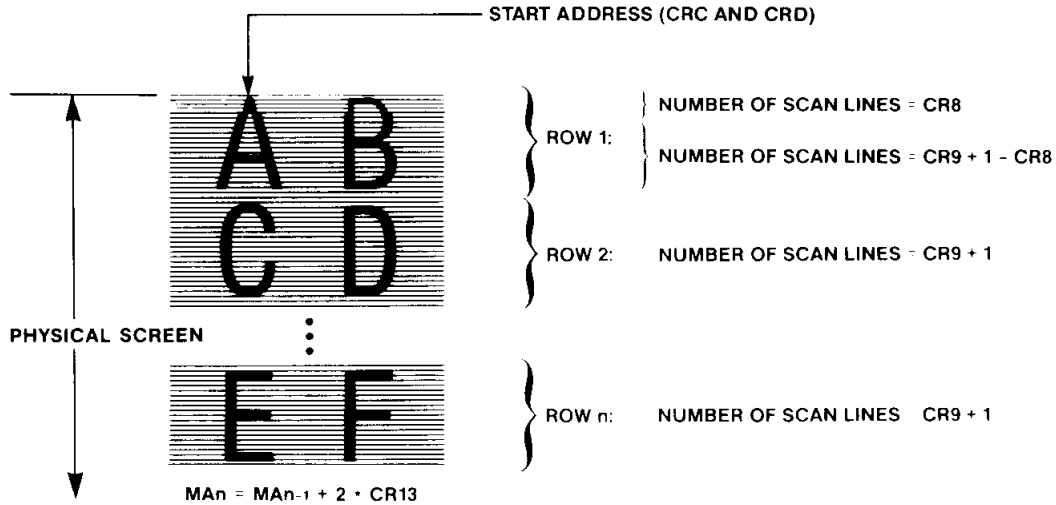 START ADDRESS (CRC AND CRD)
A B
ROW 1:
NUMBER OF SCAN LINES = CR8
NUMBER OF SCAN LINES = CR9 + 1 - CR8
C D
ROW 2: NUMBER OF SCAN LINES = CR9 + 1
PHYSICAL SCREEN
E F
ROW n: NUMBER OF SCAN LINES CR9 + 1
MAn = MAn-1 + 2 * CR13